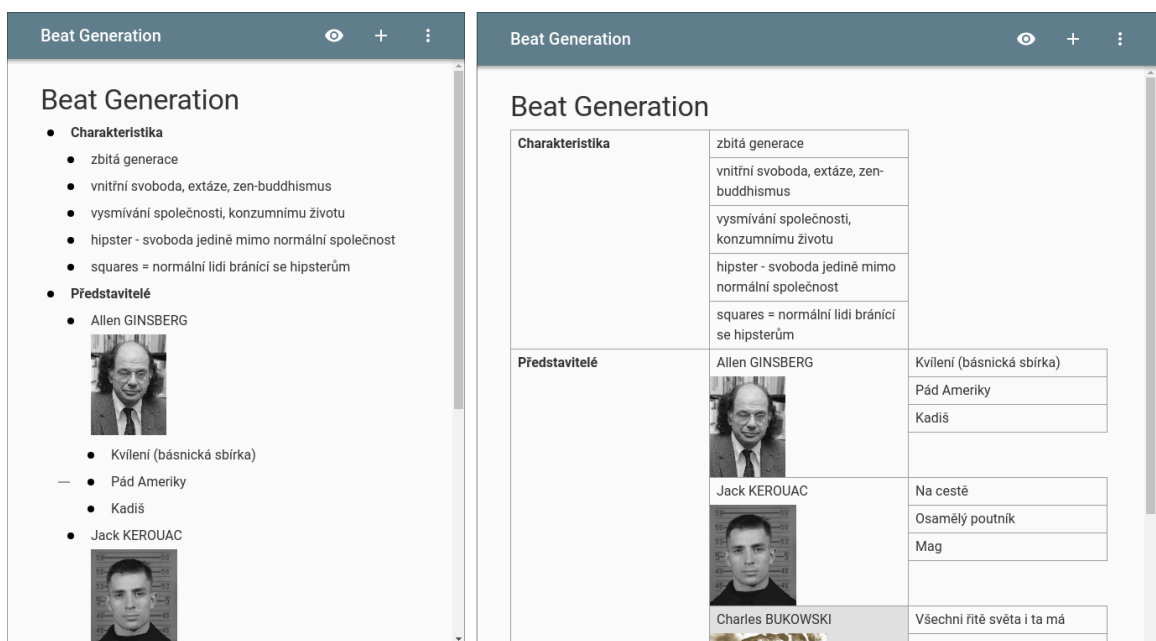 Beat Generation
Beat Generation
Charakteristika
zbitá generace
vnitřní svoboda, extáze, zen-buddhismus
vysmívání společnosti, konzumnímu životu
hipster - svoboda jedině mimo normální společnost
squares = normální lidi bránící se hipsterům
Představitelé
Allen GINSBERG
Kvílení (básnická sbírka)
Pád Ameriky
Kadiš
Jack KEROUAC
Beat Generation
Beat Generation
Charakteristika
zbitá generace
vnitřní svoboda, extáze, zen-
buddhismus
vysmívání společnosti,
konzumnímu životu
hipster - svoboda jedině mimo
normální společnost
squares = normální lidi bránící
se hipsterům
Představitelé
Allen GINSBERG
Kvílení (básnická sbírka)
Pád Ameriky
Kadiš
Jack KEROUAC
Na cestě
Osamělý poutník
Mag
Charles BUKOWSKI
Všechni řitě světa i ta má